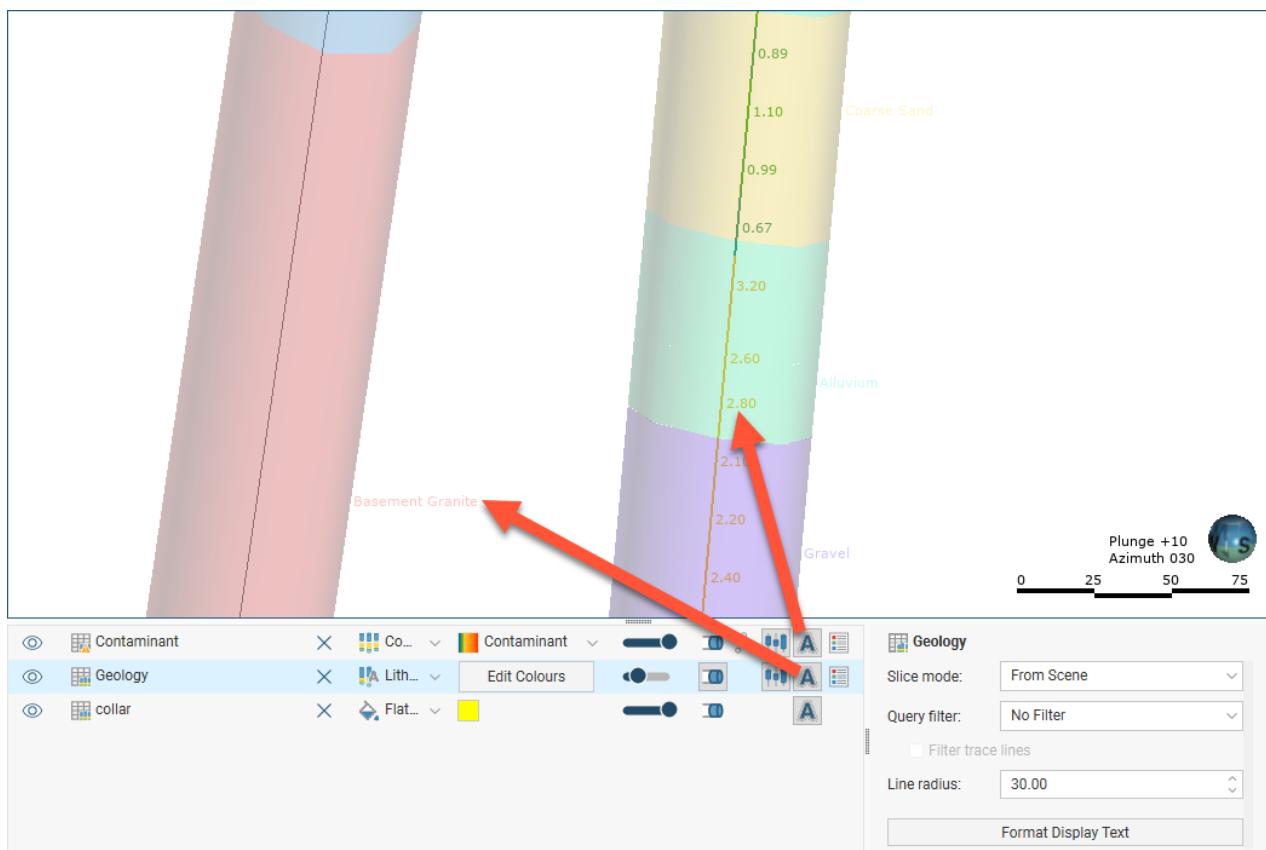 0.89
1.10
Coarse Sand
0.99
0.67
3.20
2.60
Alluvium
2.80
2.10
Basement Granite
2.20
Gravel
2.40
Plunge +10
Azimuth 030
0 25 50 75
S
Contaminant Co... Contaminant A
Geology Lith... Edit Colours A
collar Flat... A
Geology
Slice mode: From Scene
Query filter: No Filter
Filter trace lines
Line radius: 30.00
Format Display Text